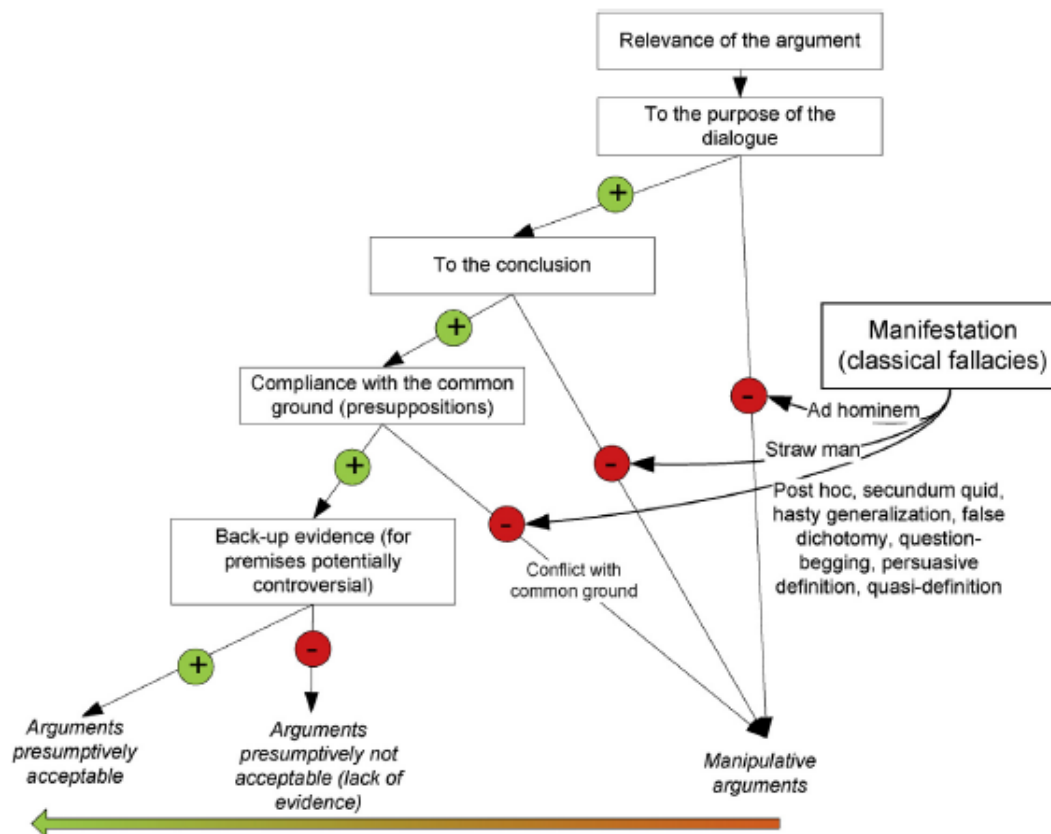 Relevance of the argument
To the purpose of the
dialogue
+
To the conclusion
+
Manifestation
(classical fallacies)
Compliance with the common
ground (presuppositions)
-
Ad hominem
Straw man
+
-
-
Post hoc, secundum quid,
hasty generalization, false
dichotomy, question-
begging, persuasive
definition, quasi-definition
Back-up evidence (for
premises potentially
controversial)
Conflict with
common ground
+
-
Arguments
presumptively
acceptable
Arguments
presumptively not
acceptable (lack of
evidence)
Manipulative
arguments